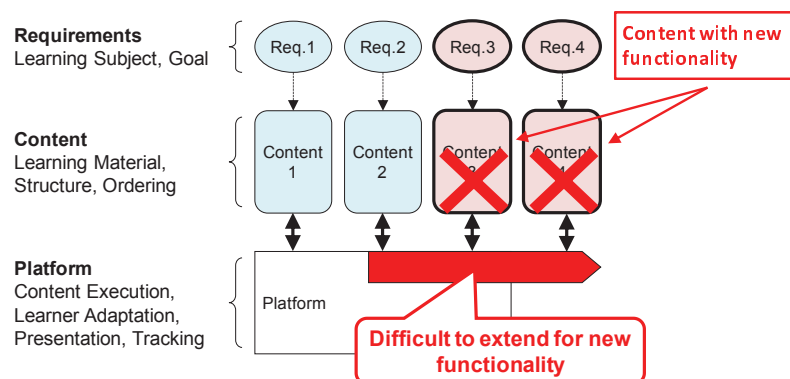 Requirements
Learning Subject, Goal
Req.1
Req.2
Req.3
Req.4
Content with new
functionality
Content
Learning Material,
Structure, Ordering
Content
1
Content
2
Content
Content
Platform
Content Execution,
Learner Adaptation,
Presentation, Tracking
Platform
Difficult to extend for new
functionality